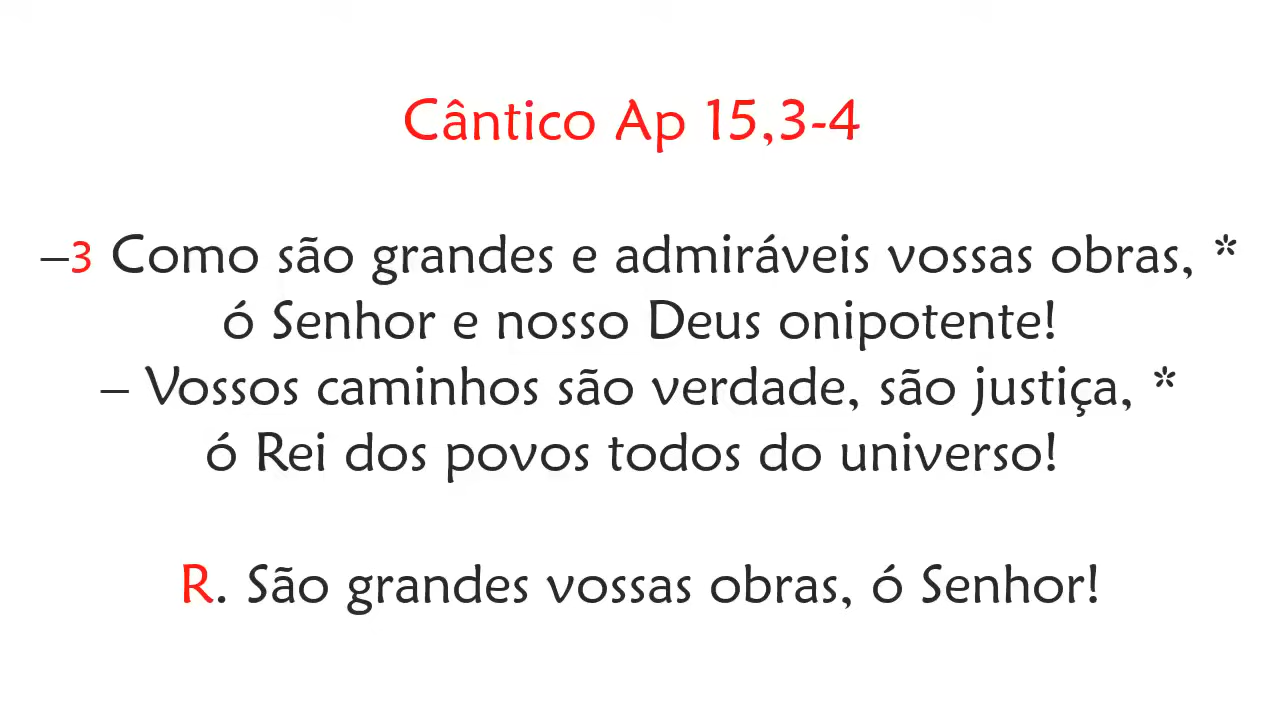 Cântico Ap 15,3-4
–3 Como são grandes e admiráveis vossas obras, *
ó Senhor e nosso Deus onipotente!
– Vossos caminhos são verdade, são justiça, *
ó Rei dos povos todos do universo!
R. São grandes vossas obras, ó Senhor!